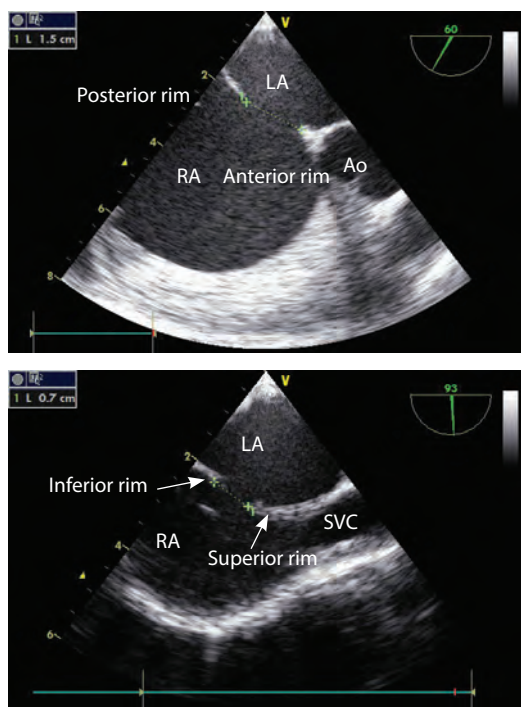 V
1 L 1.5 cm
60
2
LA
Posterior rim
4
Ao
RA Anterior rim
6
8
V
1 L 0.7 cm
93
LA
2
Inferior rim
SVC
RA
4
Superior rim
6